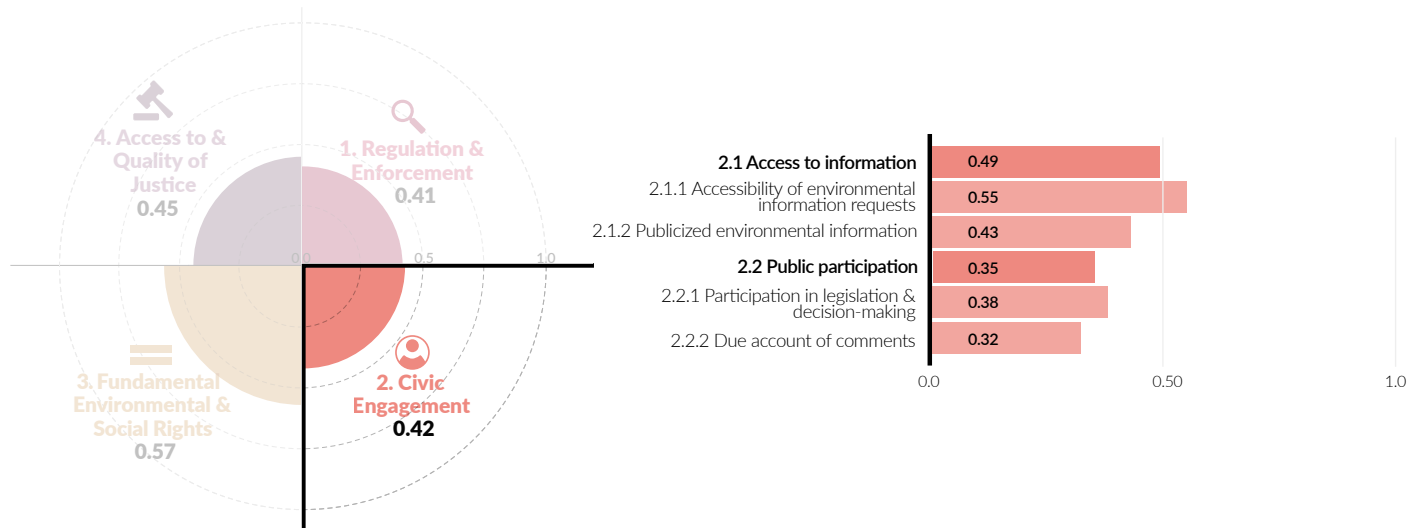 4. Access to &
Quality of
Justice
0.45
1. Regulation &
Enforcement
0.41
0.0
0.5
1.0
3. Fundamental
Environmental &
Social Rights
0.57
2. Civic
Engagement
0.42
2.1 Access to information
0.49
2.1.1 Accessibility of environmental
information requests
0.55
2.1.2 Publicized environmental information
0.43
2.2 Public participation
0.35
2.2.1 Participation in legislation &
decision-making
0.38
2.2.2 Due account of comments
0.32
0.0
0.50
1.0